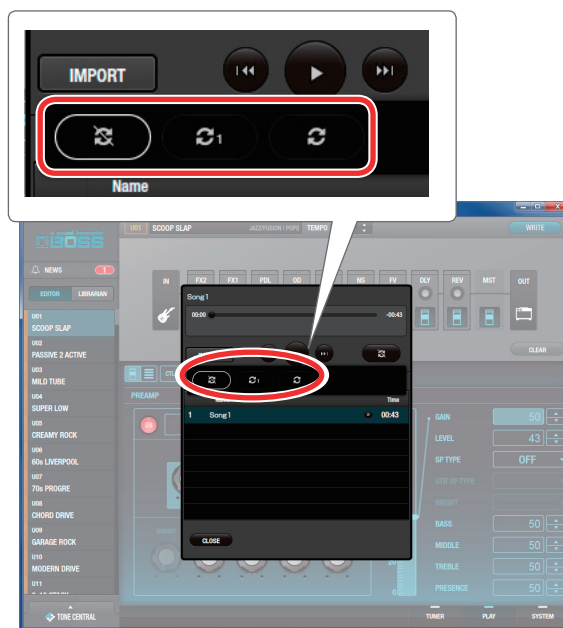 IMPORT
1
Name
BOSS
U01 SCOOP SLAP
JAZZ/FUSION | POPE
TEMPO
WRITE
NEWS 1
EDITOR LIBRARIAN
IN FX2 FX1 PDL OD NS FV DLY REV MST OUT
CLEAR
U01
SCOOP SLAP
U02
PASSIVE 2 ACTIVE
U03
MILD TUBE
U04
SUPER LOW
U05
CREAMY ROCK
U06
60s LIVERPOOL
U07
70s PROGRE
U08
CHORD DRIVE
U09
GARAGE ROCK
U10
MODERN DRIVE
U11
TONE CENTRAL
Song1
00:00 -00:43
1
Time
1 Song1 00:43
CLOSE
PREAMP
GAIN 50
LEVEL 43
SP TYPE OFF
BRIGHT
BASS 50
MIDDLE 50
TREBLE 50
PRESENCE 50
TUNER PLAY SYSTEM